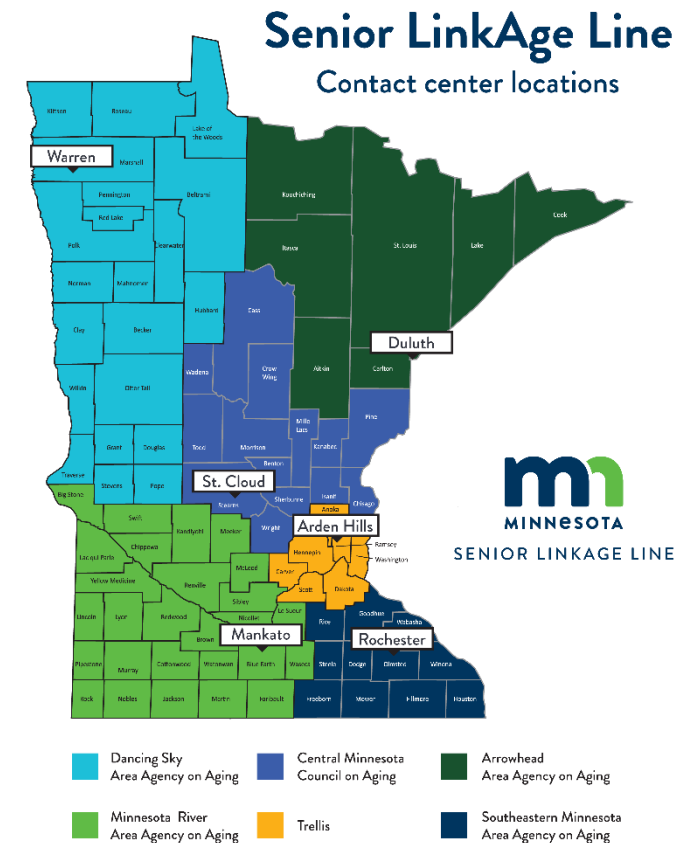 Senior LinkAge Line
Contact center locations
Kittson
Roseau
Lake of
the Woods
Warren
Marshall
Pennington
Red Lake
Beltrami
Polk
Clearwater
Koochiching
Itasca
St. Louis
Lake
Cook
Norman
Mahnomen
Hubbard
Cass
Clay
Becker
Duluth
Wadena
Crow
Wing
Aitkin
Carlton
Wilkin
Otter Tail
Pine
Mille
Lacs
Kanabec
Grant
Douglas
Todd
Morrison
Benton
Traverse
Stevens
Pope
St. Cloud
Stearns
Sherburne
Isanti
Chisago
Big Stone
Swift
Kandiyohi
Meeker
Wright
Anoka
Arden Hills
Chippewa
Lac qui Parle
Hennepin
Ramsey
Washington
McLeod
Carver
Yellow Medicine
Renville
Scott
Dakota
Sibley
Lincoln
Lyon
Redwood
Nicollet
Le Sueur
Rice
Goodhue
Wabasha
Brown
Mankato
Rochester
Pipestone
Murray
Cottonwood
Watonwan
Blue Earth
Waseca
Steele
Dodge
Olmsted
Winona
Rock
Nobles
Jackson
Martin
Faribault
Freeborn
Mower
Fillmore
Houston
mn
MINNESOTA
SENIOR LINKAGE LINE
Dancing Sky
Area Agency on Aging
Central Minnesota
Council on Aging
Arrowhead
Area Agency on Aging
Minnesota River
Area Agency on Aging
Trellis
Southeastern Minnesota
Area Agency on Aging